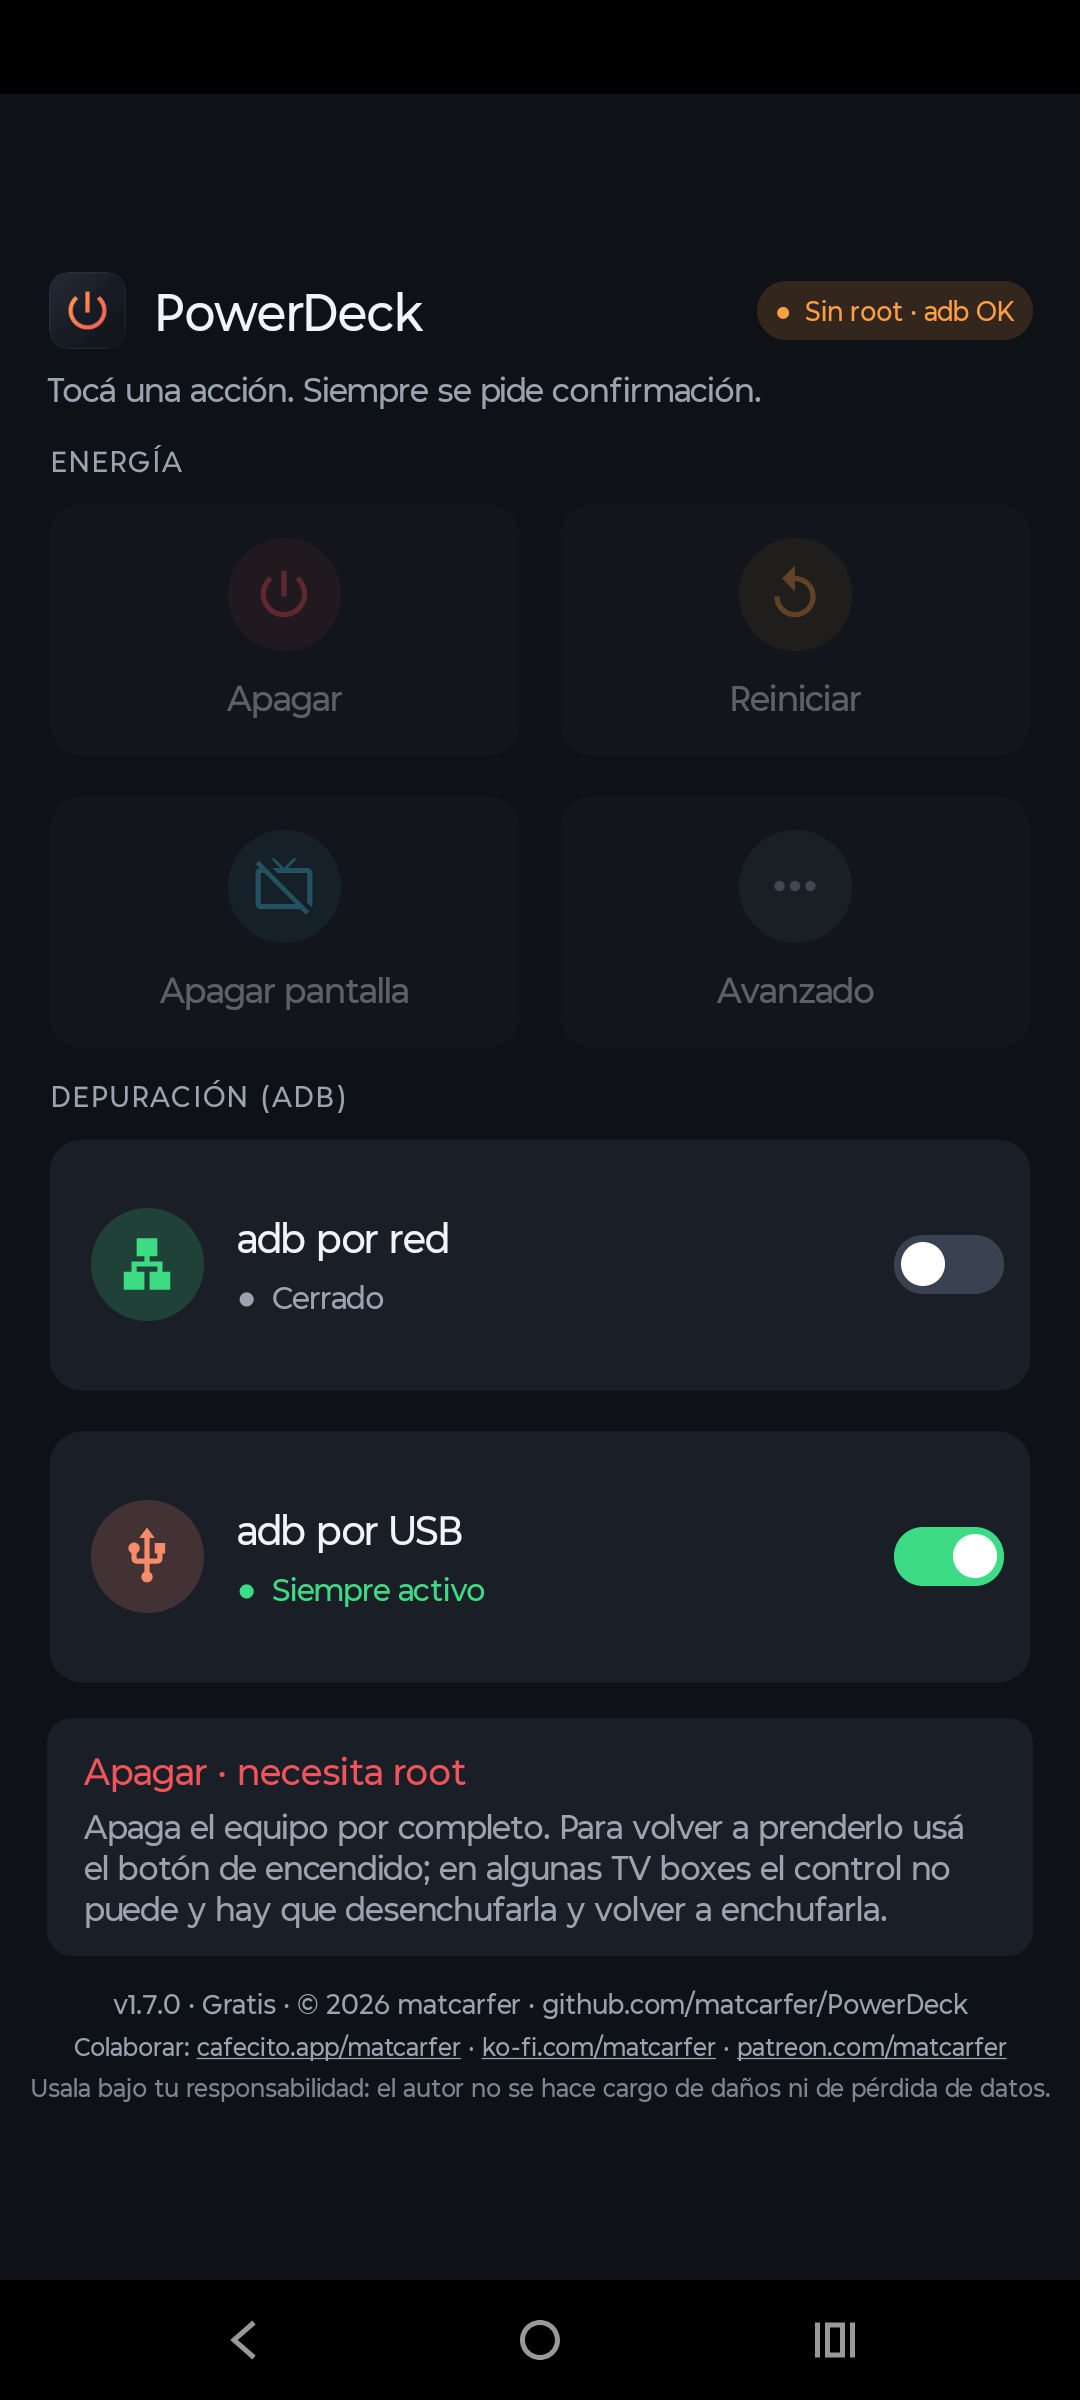 PowerDeck
Sin root · adb OK
Tocá una acción. Siempre se pide confirmación.
ENERGÍA
Apagar
Reiniciar
Apagar pantalla
Avanzado
DEPURACIÓN (ADB)
adb por red
Cerrado
adb por USB
Siempre activo
Apagar · necesita root
Apaga el equipo por completo. Para volver a prenderlo usá
el botón de encendido; en algunas TV boxes el control no
puede y hay que desenchufarla y volver a enchufarla.
v1.7.0 · Gratis · © 2026 matcarfer · github.com/matcarfer/PowerDeck
Colaborar: cafecito.app/matcarfer · ko-fi.com/matcarfer · patreon.com/matcarfer
Usala bajo tu responsabilidad: el autor no se hace cargo de daños ni de pérdida de datos.